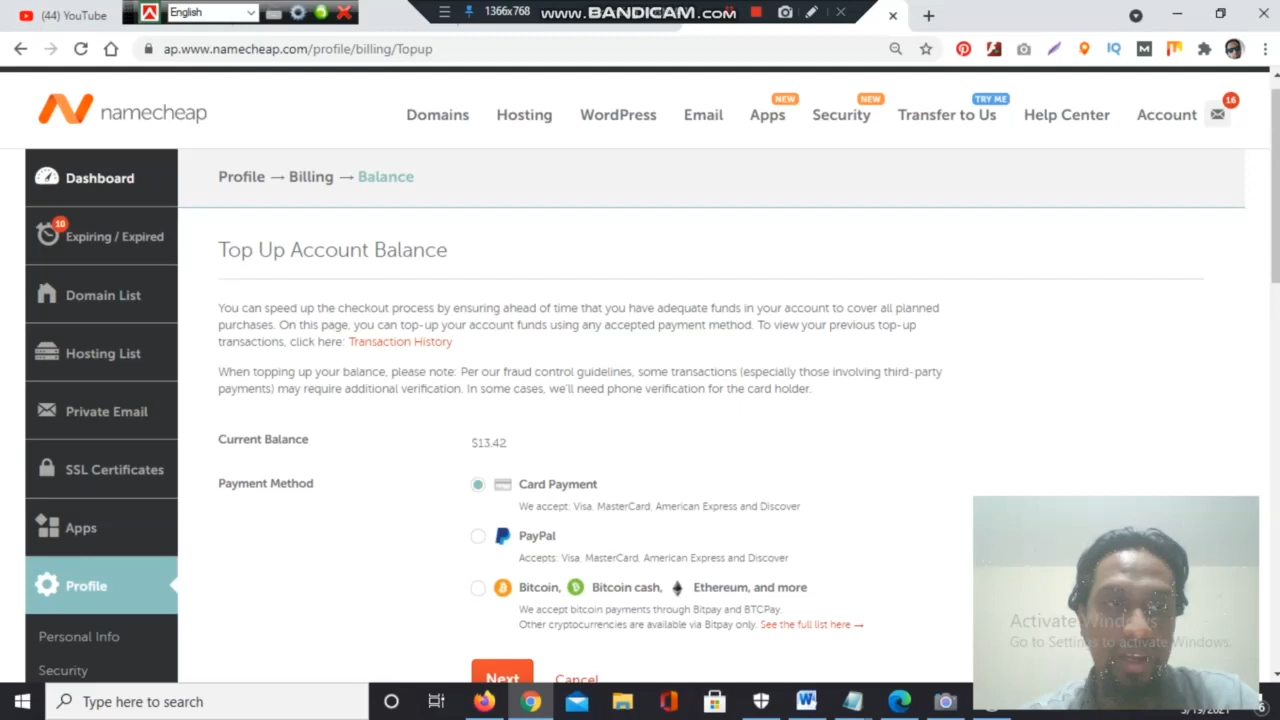 (44) YouTube
English
1366x768
www.BANDICAM.com
ap.www.namecheap.com/profile/billing/Topup
namecheap
Domains
Hosting
WordPress
Email
NEW
Apps
NEW
Security
TRY ME
Transfer to Us
Help Center
Account
16
Dashboard
10
Expiring / Expired
Domain List
Hosting List
Private Email
SSL Certificates
Apps
Profile
Personal Info
Security
Profile → Billing → Balance
Top Up Account Balance
You can speed up the checkout process by ensuring ahead of time that you have adequate funds in your account to cover all planned
purchases. On this page, you can top-up your account funds using any accepted payment method. To view your previous top-up
transactions, click here: Transaction History
When topping up your balance, please note: Per our fraud control guidelines, some transactions (especially those involving third-party
payments) may require additional verification. In some cases, we'll need phone verification for the card holder.
Current Balance
$13.42
Payment Method
Card Payment
We accept: Visa, MasterCard, American Express and Discover
PayPal
Accepts: Visa, MasterCard, American Express and Discover
Bitcoin, Bitcoin cash, Ethereum, and more
We accept bitcoin payments through Bitpay and BTCPay.
Other cryptocurrencies are available via Bitpay only. See the full list here →
Next
Cancel
Activate Windows
Go to Settings to activate Windows.
Type here to search